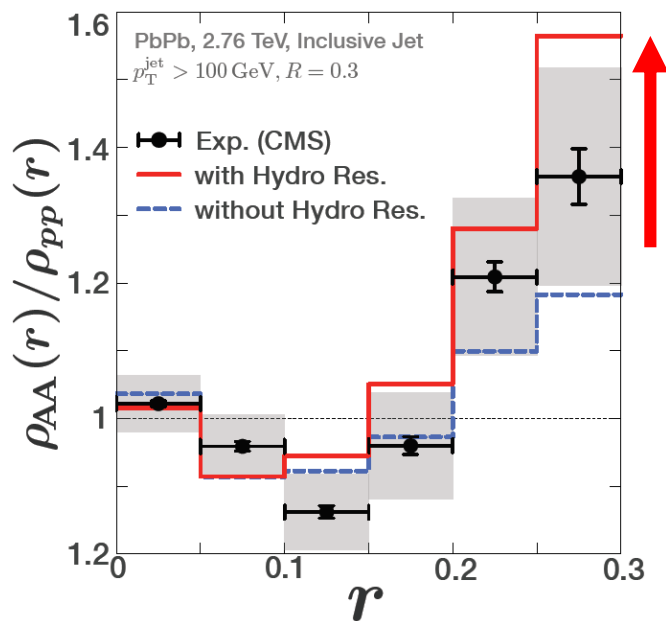 PbPb, 2.76 TeV, Inclusive Jet
p_T^jet > 100 GeV, R = 0.3
Exp. (CMS)
with Hydro Res.
without Hydro Res.
ρ_AA(r)/ρ_pp(r)
1.6
1.4
1.2
1
1.2
0
0.1
0.2
0.3
r